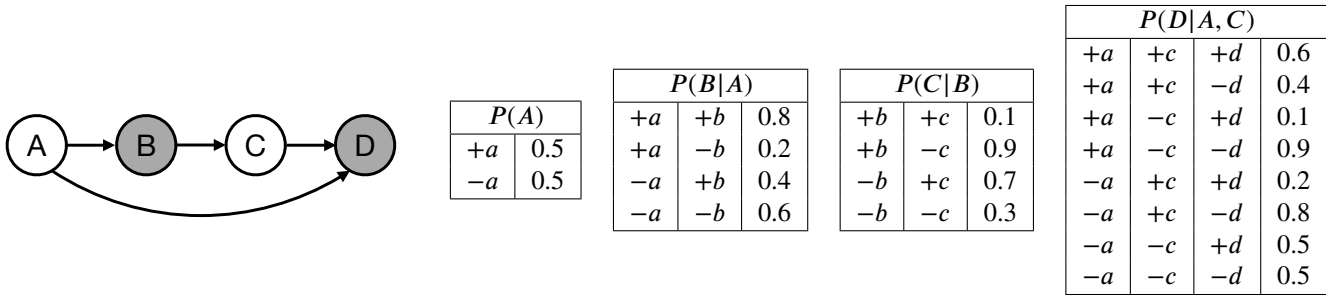 A B C D
P(A)
+a 0.5
−a 0.5
P(B|A)
+a +b 0.8
+a −b 0.2
−a +b 0.4
−a −b 0.6
P(C|B)
+b +c 0.1
+b −c 0.9
−b +c 0.7
−b −c 0.3
P(D|A, C)
+a +c +d 0.6
+a +c −d 0.4
+a −c +d 0.1
+a −c −d 0.9
−a +c +d 0.2
−a +c −d 0.8
−a −c +d 0.5
−a −c −d 0.5